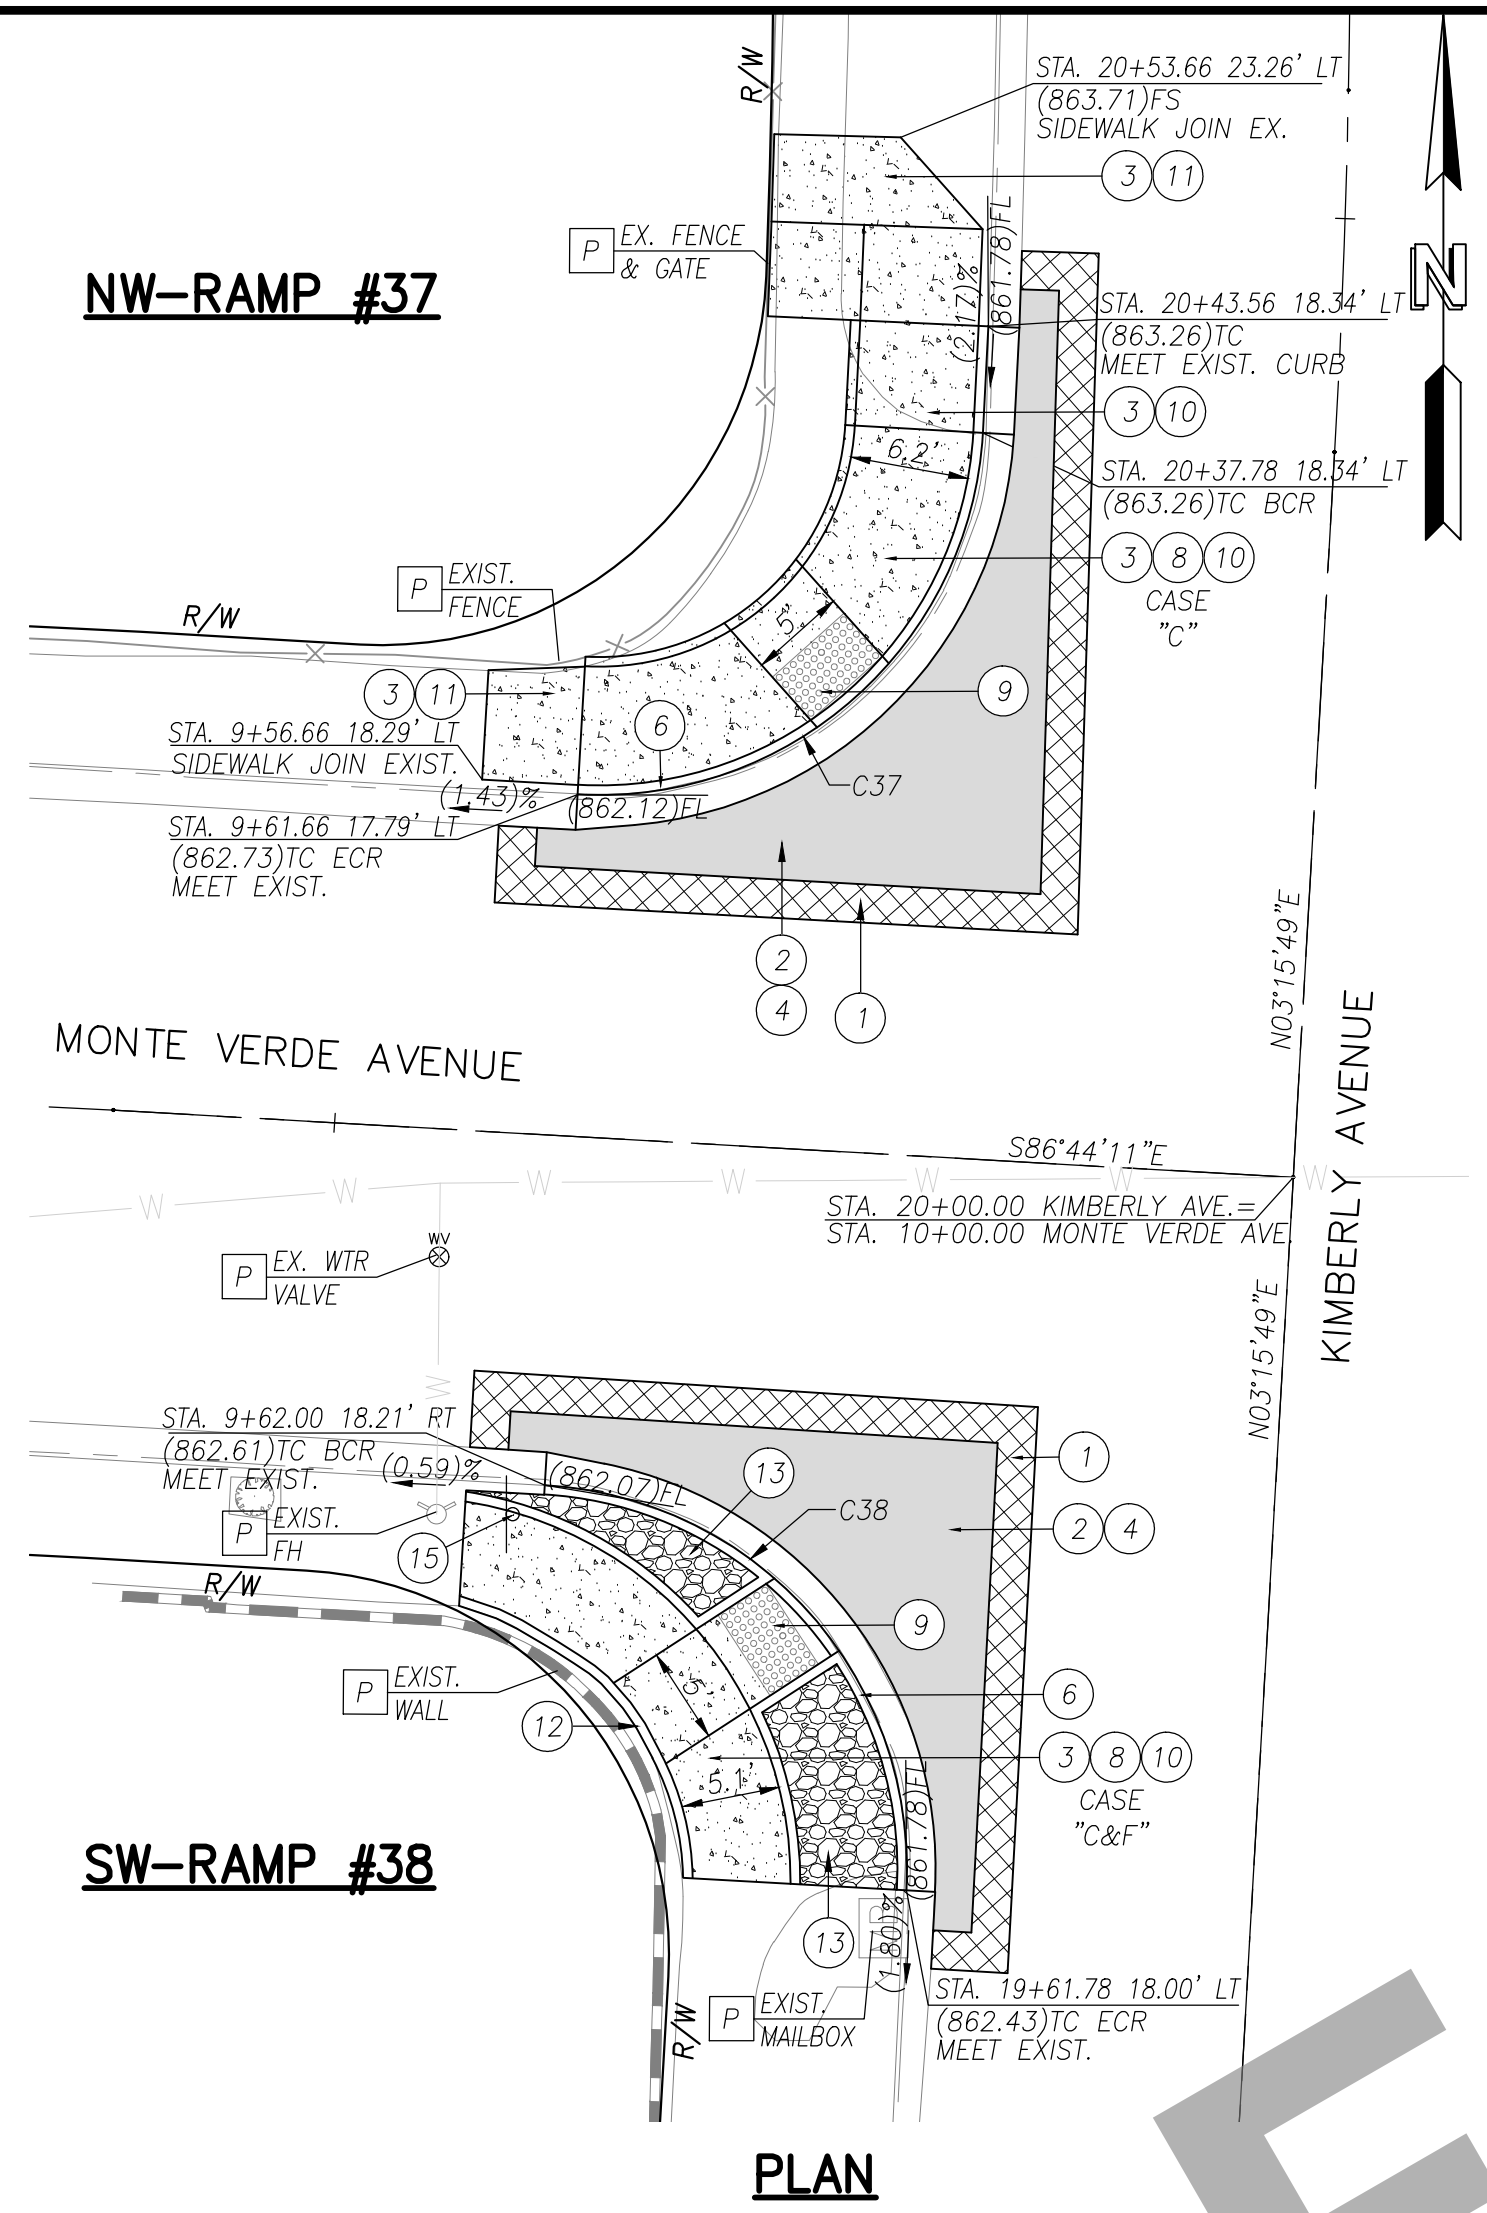 R/W
STA. 20+53.66 23.26' LT
(863.71)FS
SIDEWALK JOIN EX.
3 11
P EX. FENCE
& GATE
NW-RAMP #37
(2.17)%
(861.78)FL
N
STA. 20+43.56 18.34' LT
(863.26)TC
MEET EXIST. CURB
3 10
6.2'
STA. 20+37.78 18.34' LT
(863.26)TC BCR
3 8 10
CASE
"C"
P EXIST.
FENCE
R/W
5'
9
3 11
6
STA. 9+56.66 18.29' LT
SIDEWALK JOIN EXIST.
(1.43)%
(862.12)FL
C37
STA. 9+61.66 17.79' LT
(862.73)TC ECR
MEET EXIST.
2
4
1
N03°15'49"E
MONTE VERDE AVENUE
KIMBERLY AVENUE
S86°44'11"E
W W W W W W W
STA. 20+00.00 KIMBERLY AVE.=
STA. 10+00.00 MONTE VERDE AVE.
WV
P EX. WTR
VALVE
N03°15'49"E
W
STA. 9+62.00 18.21' RT
(862.61)TC BCR
MEET EXIST.
(0.59)%
(862.07)FL
13
C38
1
2 4
P EXIST.
FH
15
R/W
9
P EXIST.
WALL
12
5'
6
3 8 10
CASE
"C&F"
5.1'
(861.78)FL
SW-RAMP #38
13
(1.80)%
P EXIST.
MAILBOX
R/W
STA. 19+61.78 18.00' LT
(862.43)TC ECR
MEET EXIST.
PLAN